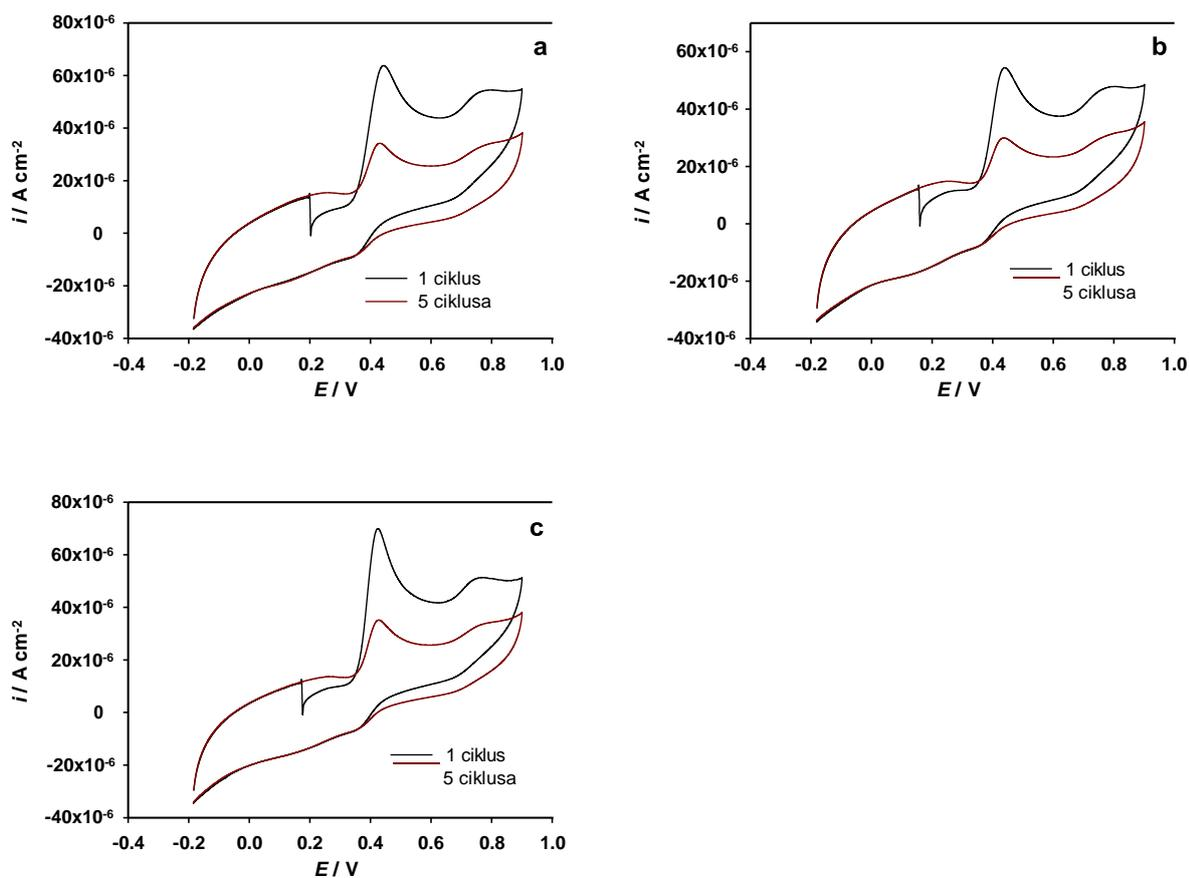 80x10-6
60x10-6
40x10-6
20x10-6
0
-20x10-6
-40x10-6
i / A cm-2
a
1 ciklus
5 ciklusa
-0.4 -0.2 0.0 0.2 0.4 0.6 0.8 1.0
E / V
60x10-6
40x10-6
20x10-6
0
-20x10-6
-40x10-6
i / A cm-2
b
1 ciklus
5 ciklusa
-0.4 -0.2 0.0 0.2 0.4 0.6 0.8 1.0
E / V
80x10-6
60x10-6
40x10-6
20x10-6
0
-20x10-6
-40x10-6
i / A cm-2
c
1 ciklus
5 ciklusa
-0.4 -0.2 0.0 0.2 0.4 0.6 0.8 1.0
E / V